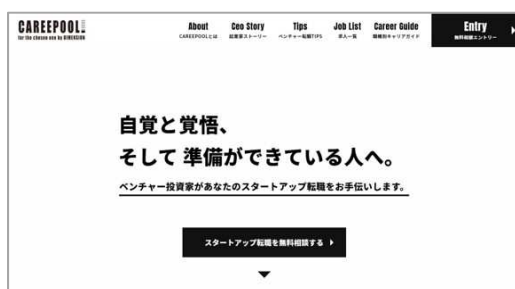 CAREEPOOL.
for the chosen one by DIMENSION
About
CAREEPOOLとは
Ceo Story
起業家ストーリー
Tips
ベンチャー転職TIPS
Job List
求人一覧
Career Guide
職種別キャリアガイド
Entry
無料相談エントリー
自覚と覚悟、
そして 準備ができている人へ。
ベンチャー投資家があなたのスタートアップ転職をお手伝いします。
スタートアップ転職を無料相談する